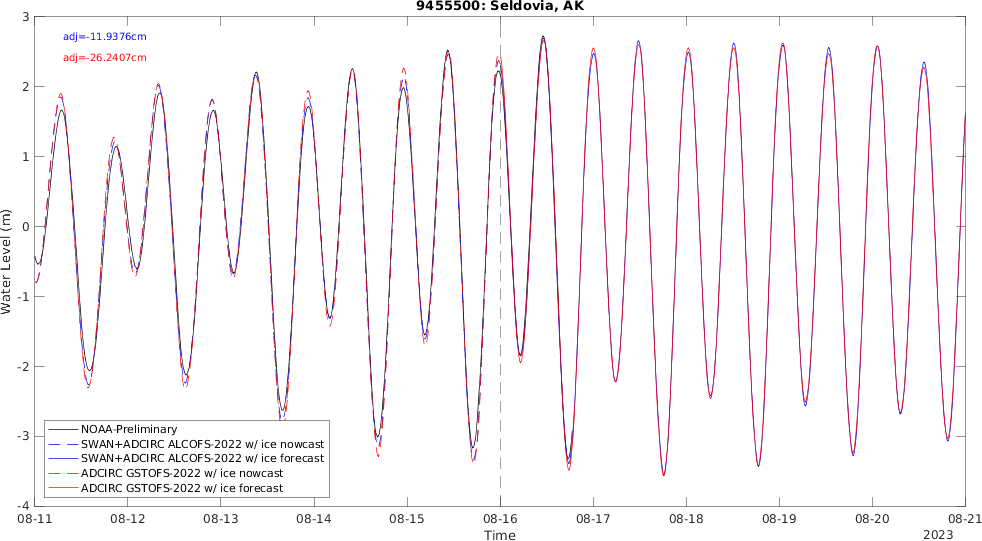 9455500: Seldovia, AK
adj=-11.9376cm
adj=-26.2407cm
3
2
1
0
-1
-2
-3
-4
Water Level (m)
NOAA-Preliminary
SWAN+ADCIRC ALCOFS-2022 w/ ice nowcast
SWAN+ADCIRC ALCOFS-2022 w/ ice forecast
ADCIRC GSTOFS-2022 w/ ice nowcast
ADCIRC GSTOFS-2022 w/ ice forecast
08-11 08-12 08-13 08-14 08-15 08-16 08-17 08-18 08-19 08-20 08-21
Time
2023